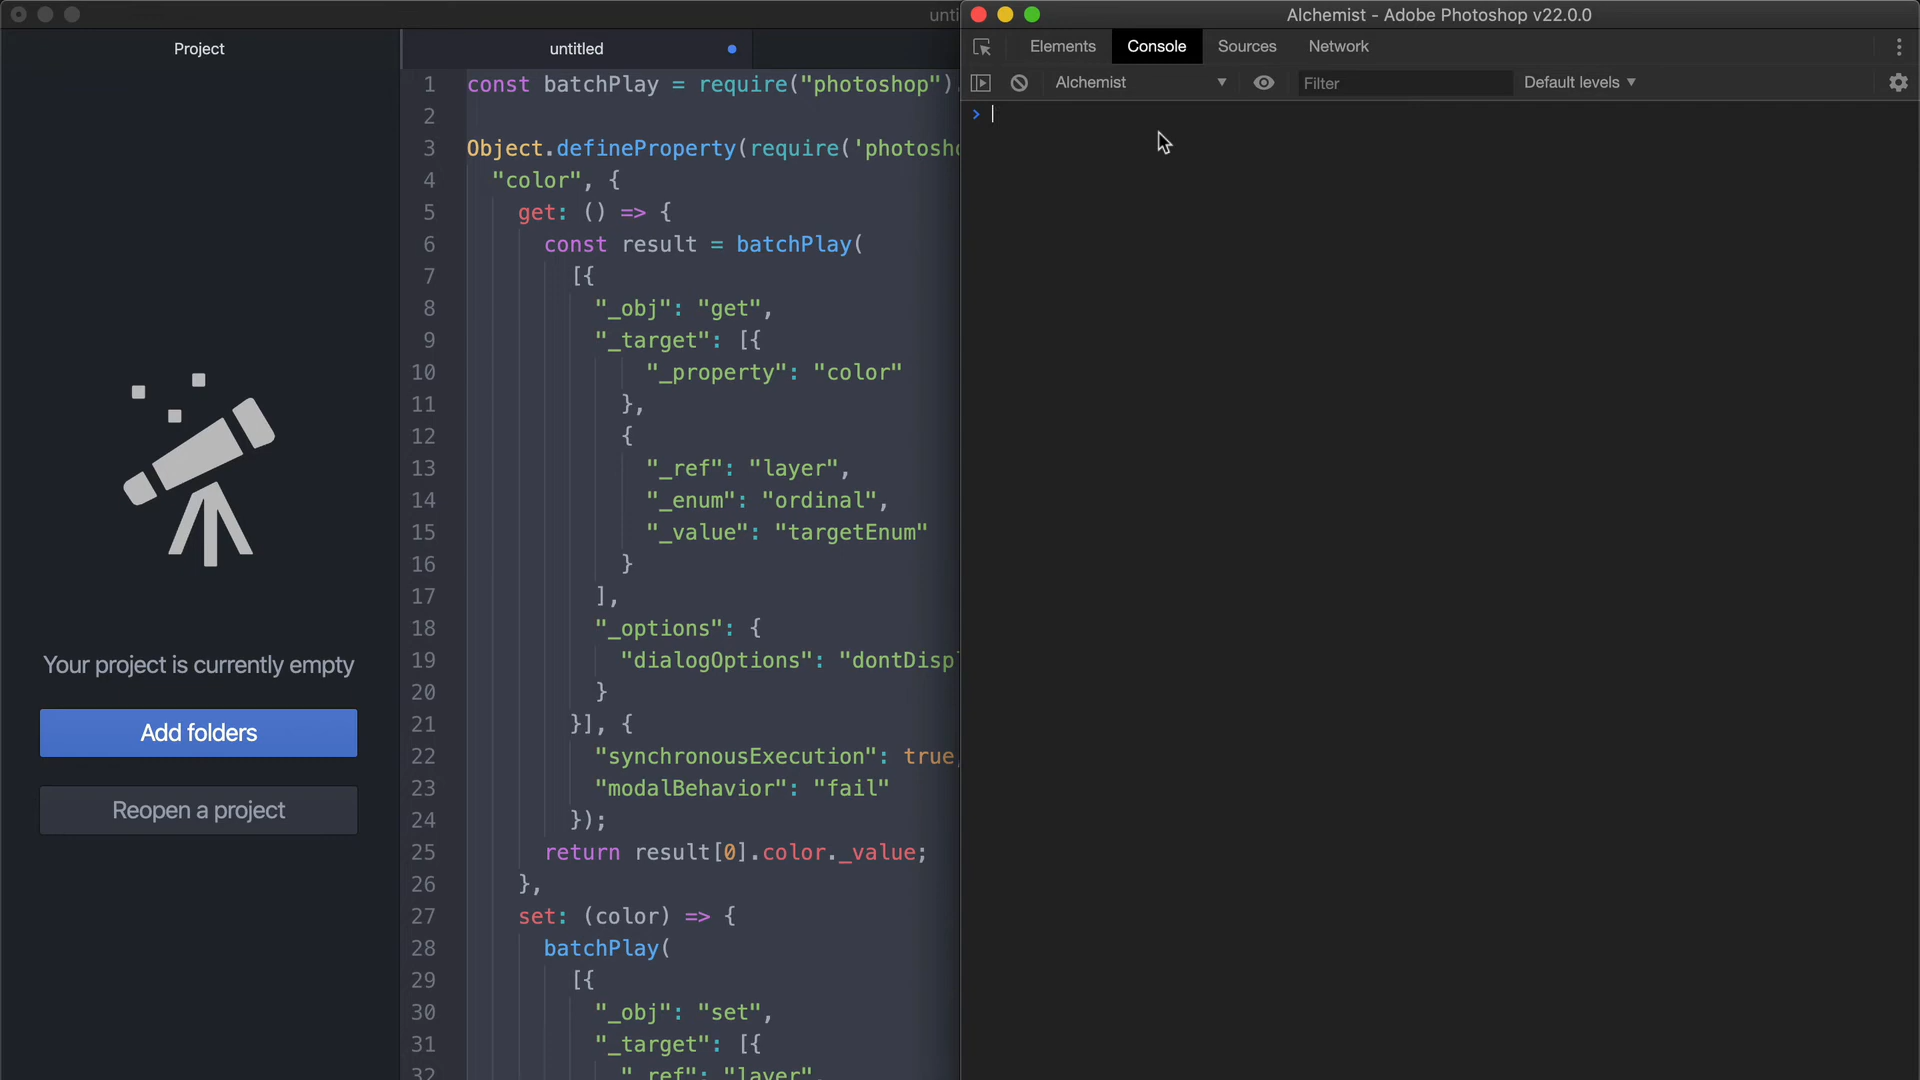 unti
Alchemist - Adobe Photoshop v22.0.0
Project
untitled
Elements
Console
Sources
Network
Alchemist
Filter
Default levels
1 const batchPlay = require("photoshop").
2
3 Object.defineProperty(require('photosho
4 "color", {
5 get: () => {
6 const result = batchPlay(
7 [{
8 "_obj": "get",
9 "_target": [{
10 "_property": "color"
11 },
12 {
13 "_ref": "layer",
14 "_enum": "ordinal",
15 "_value": "targetEnum"
16 }
17 ],
18 "_options": {
19 "dialogOptions": "dontDispl
20 }
21 }], {
22 "synchronousExecution": true,
23 "modalBehavior": "fail"
24 });
25 return result[0].color._value;
26 },
27 set: (color) => {
28 batchPlay(
29 [{
30 "_obj": "set",
31 "_target": [{
32 "_ref": "layer",
Your project is currently empty
Add folders
Reopen a project